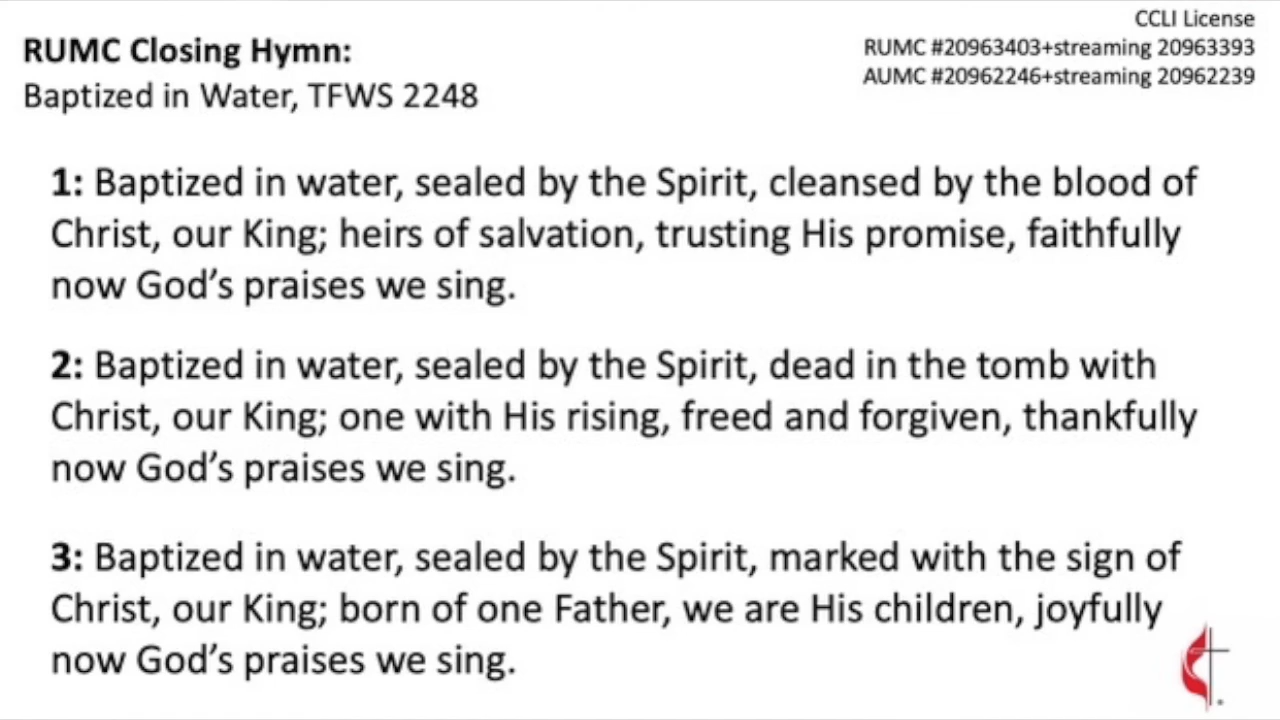 CCLI License
RUMC Closing Hymn:
RUMC #20963403+streaming 20963393
AUMC #20962246+streaming 20962239
Baptized in Water, TFWS 2248
1: Baptized in water, sealed by the Spirit, cleansed by the blood of
Christ, our King; heirs of salvation, trusting His promise, faithfully
now God’s praises we sing.
2: Baptized in water, sealed by the Spirit, dead in the tomb with
Christ, our King; one with His rising, freed and forgiven, thankfully
now God’s praises we sing.
3: Baptized in water, sealed by the Spirit, marked with the sign of
Christ, our King; born of one Father, we are His children, joyfully
now God’s praises we sing.